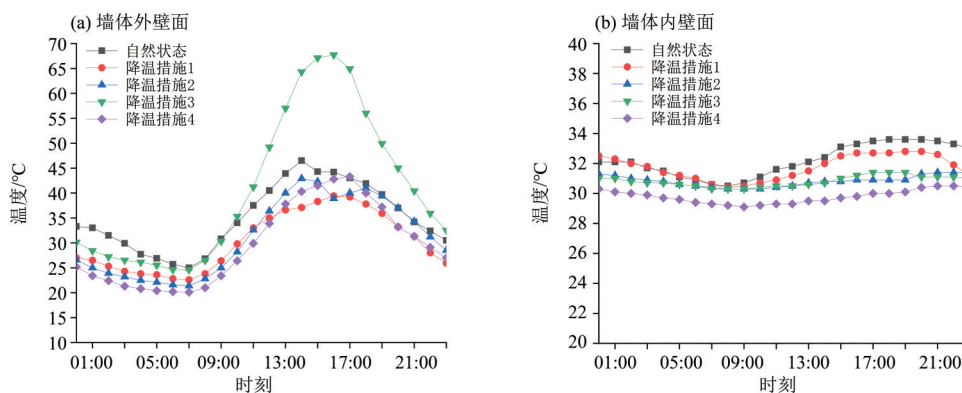 (a) 墙体外壁面
70
65
60
55
50
45
40
35
30
25
20
15
10
温度/℃
自然状态
降温措施1
降温措施2
降温措施3
降温措施4
01:00 05:00 09:00 13:00 17:00 21:00
时刻
(b) 墙体内壁面
40
38
36
34
32
30
28
26
24
22
20
温度/℃
自然状态
降温措施1
降温措施2
降温措施3
降温措施4
01:00 05:00 09:00 13:00 17:00 21:00
时刻